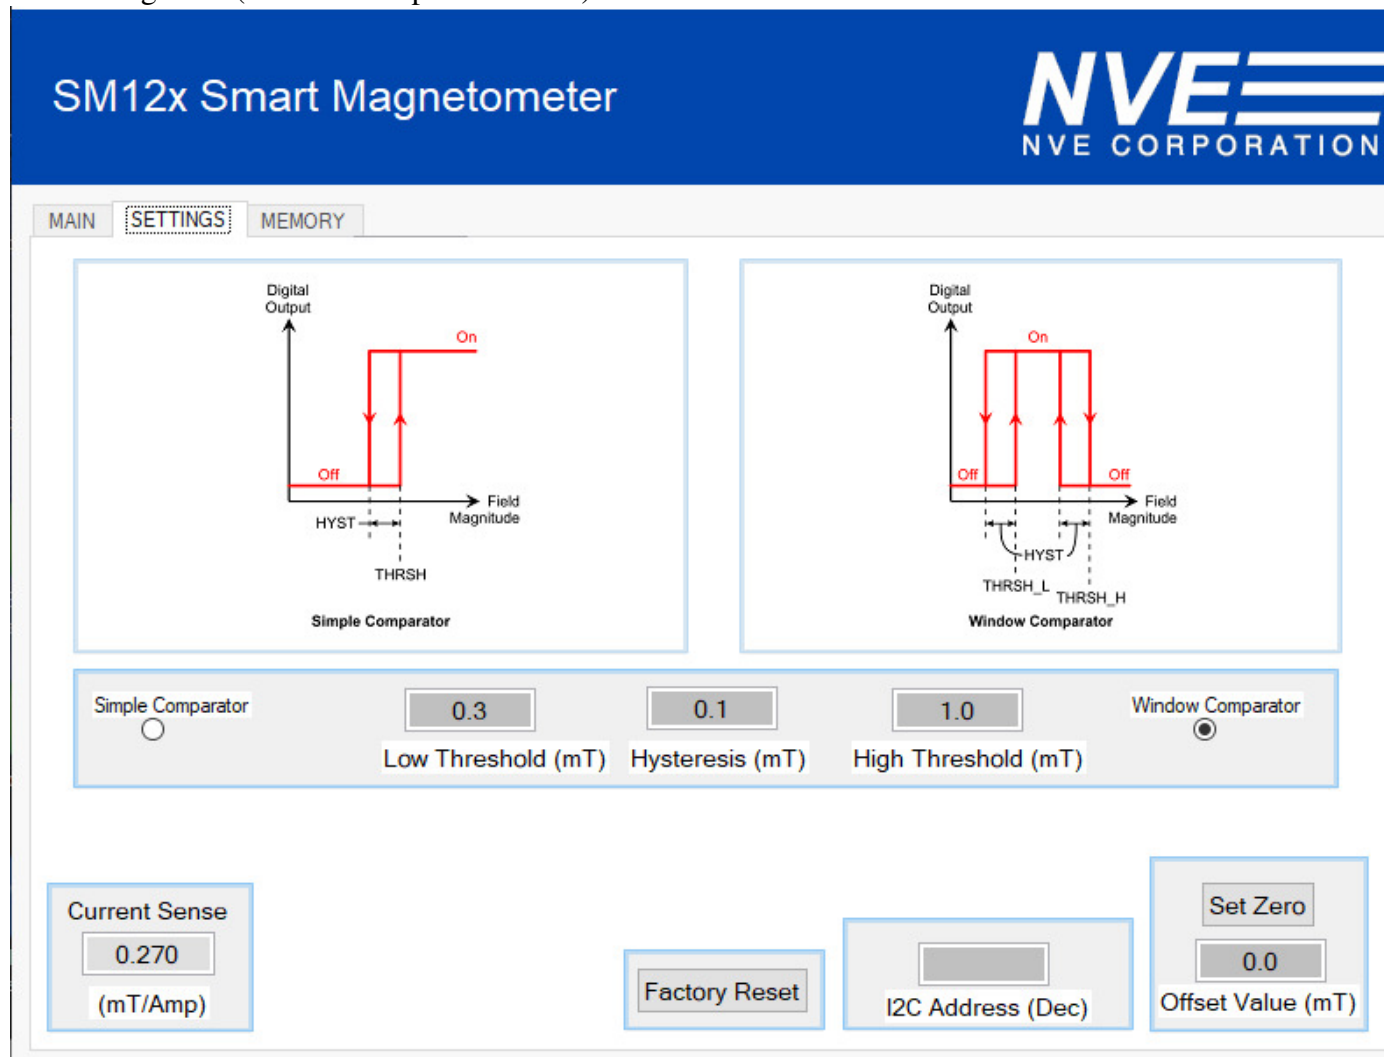 SM12x Smart Magnetometer
NVE
NVE CORPORATION
MAIN SETTINGS MEMORY
Digital
Output
On
Off
Field
Magnitude
HYST
THRSH
Simple Comparator
Digital
Output
On
Off
Off
Field
Magnitude
HYST
THRSH_L
THRSH_H
Window Comparator
Simple Comparator
0.3
Low Threshold (mT)
0.1
Hysteresis (mT)
1.0
High Threshold (mT)
Window Comparator
Current Sense
0.270
(mT/Amp)
Factory Reset
I2C Address (Dec)
Set Zero
0.0
Offset Value (mT)